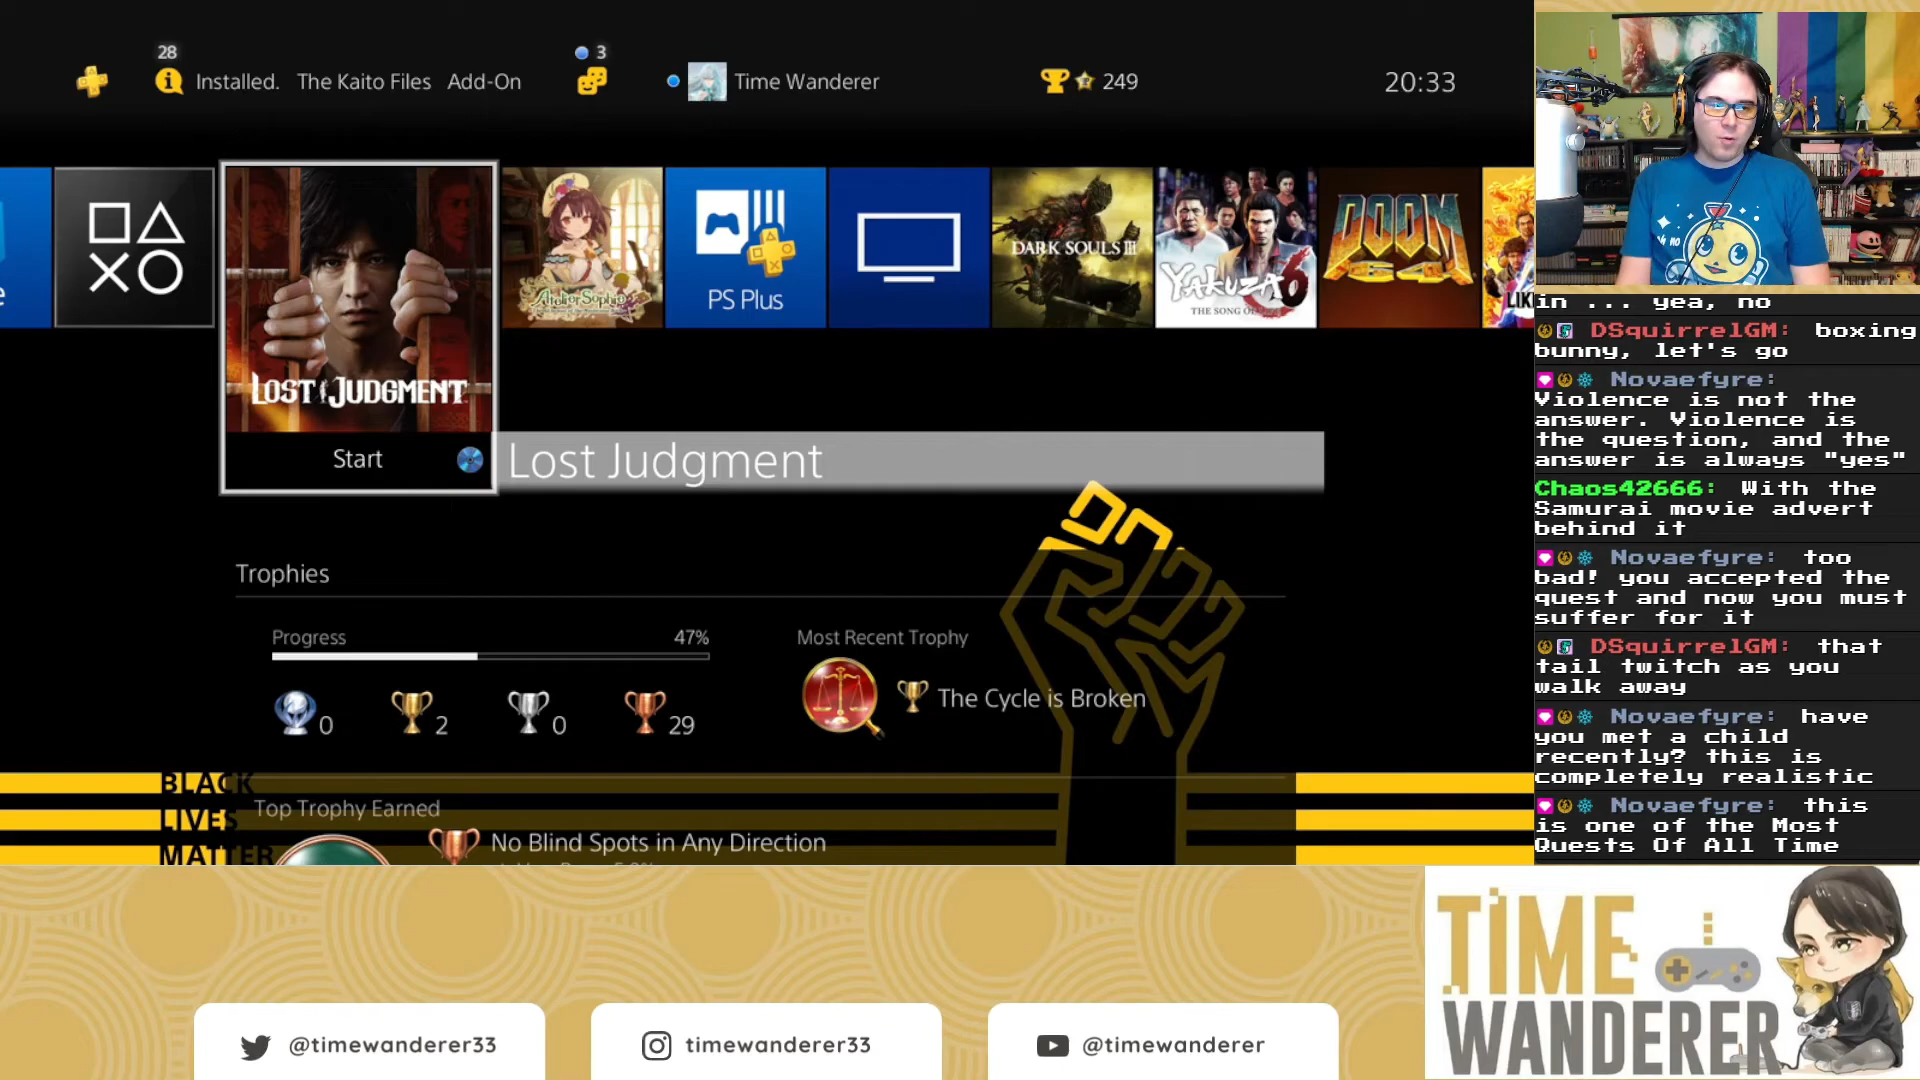 28
Installed. The Kaito Files Add-On
3
Time Wanderer
249
20:33
LOST JUDGMENT
Start
Lost Judgment
Atelier Sophie
PS Plus
DARK SOULS III
YAKUZA 6
THE SONG OF
DOOM
64
LIK
Trophies
Progress
47%
0
2
0
29
Most Recent Trophy
The Cycle is Broken
BLACK
LIVES
MATTER
Top Trophy Earned
No Blind Spots in Any Direction
in ... yea, no
DSquirrelGM: boxing
bunny, let's go
Novaefyre:
Violence is not the
answer. Violence is
the question, and the
answer is always "yes"
Chaos42666: With the
Samurai movie advert
behind it
Novaefyre: too
bad! you accepted the
quest and now you must
suffer for it
DSquirrelGM: that
tail twitch as you
walk away
Novaefyre: have
you met a child
recently? this is
completely realistic
Novaefyre: this
is one of the Most
Quests Of All Time
@timewanderer33
timewanderer33
@timewanderer
TIME
WANDERER